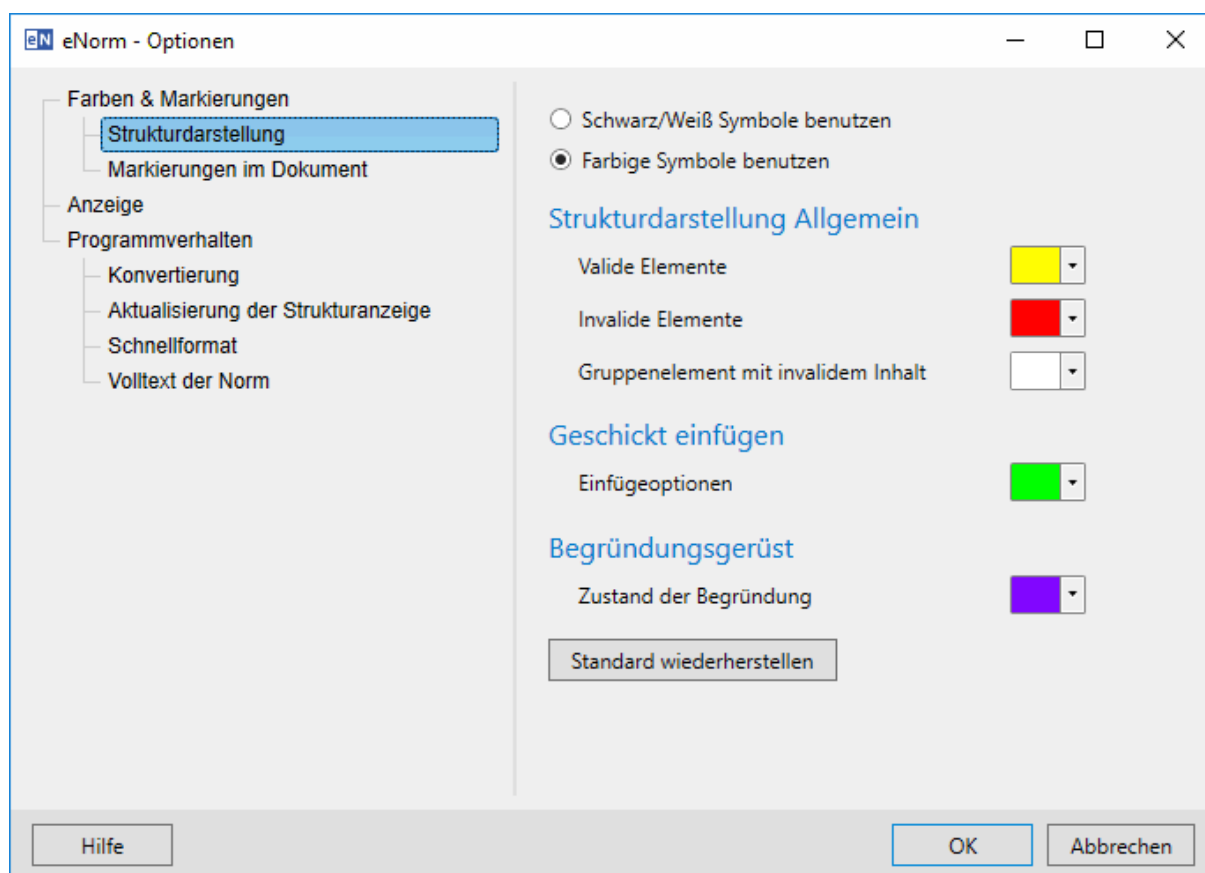 eN eNorm - Optionen
Farben & Markierungen
Strukturdarstellung
Markierungen im Dokument
Anzeige
Programmverhalten
Konvertierung
Aktualisierung der Strukturanzeige
Schnellformat
Volltext der Norm
Schwarz/Weiß Symbole benutzen
Farbige Symbole benutzen
Strukturdarstellung Allgemein
Valide Elemente
Invalide Elemente
Gruppenelement mit invalidem Inhalt
Geschickt einfügen
Einfügeoptionen
Begründungsgerüst
Zustand der Begründung
Standard wiederherstellen
Hilfe
OK
Abbrechen